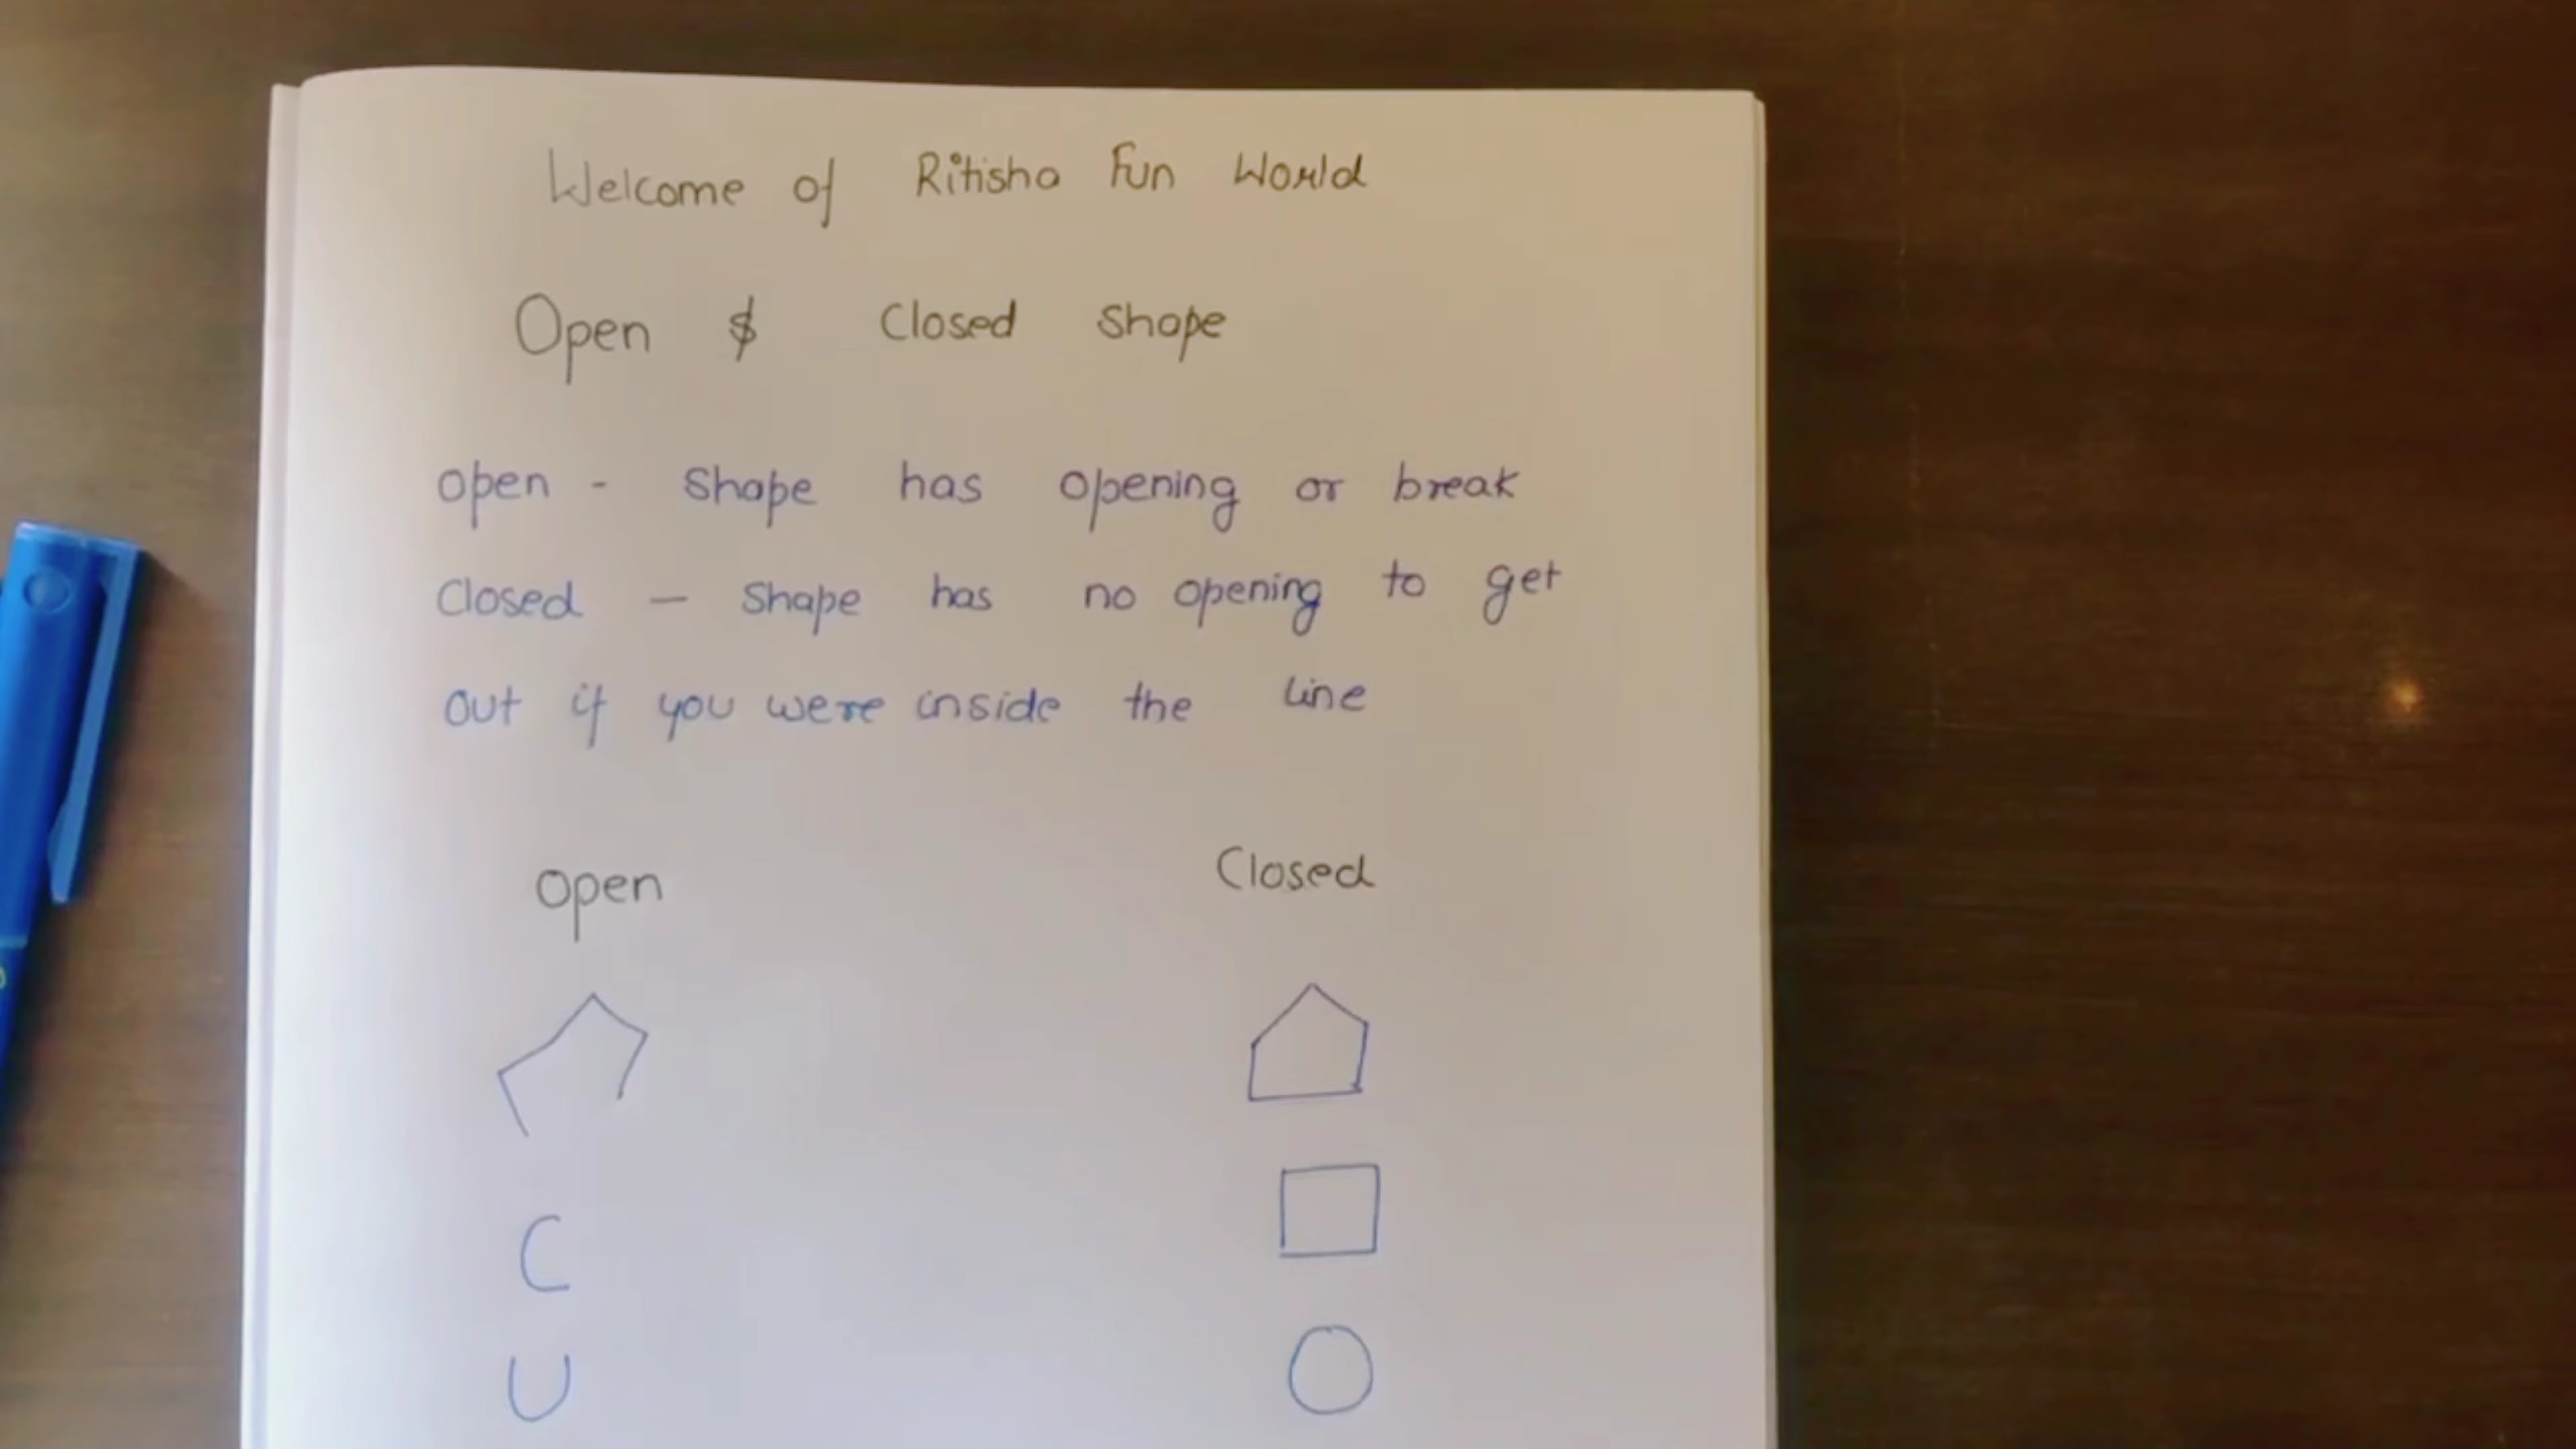 Welcome of Ritisha Fun World
Open & Closed Shape
open - Shape has opening or break
Closed — Shape has no opening to get
out if you were inside the line
Open Closed
C
U